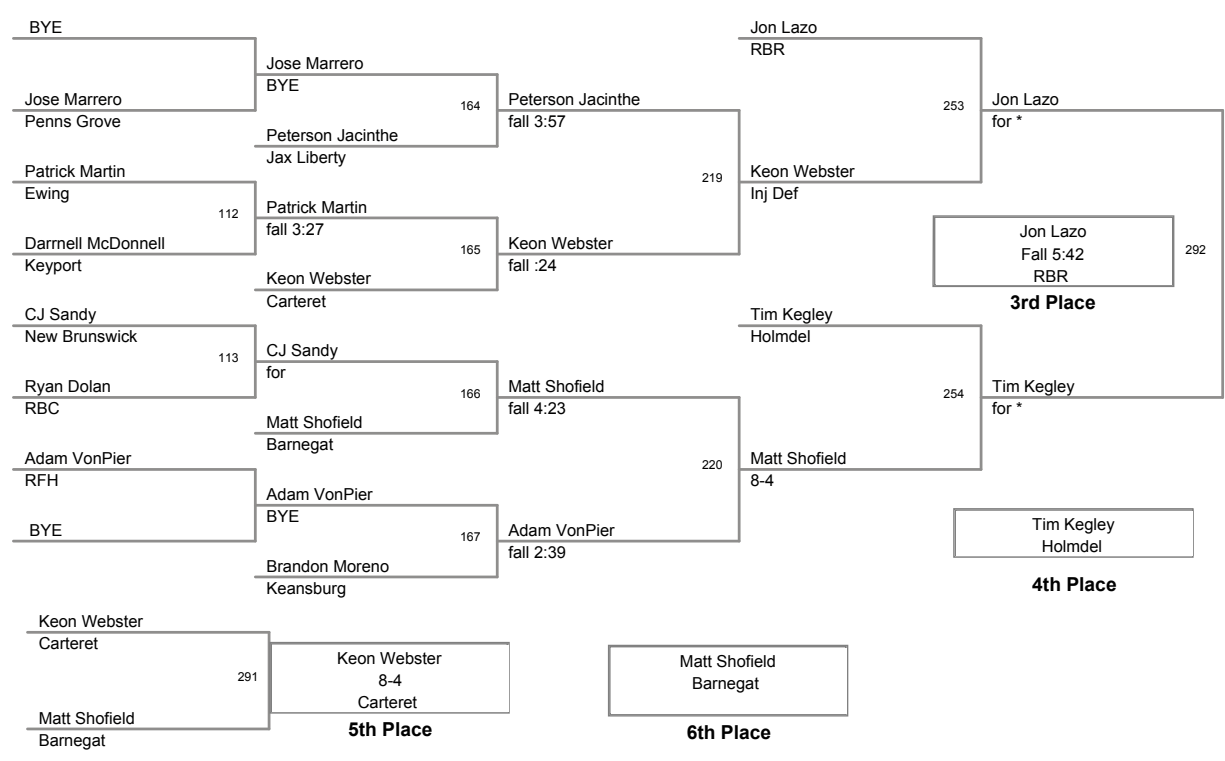 BYE
Jose Marrero
Penns Grove
Patrick Martin
Ewing
112
Darrnell McDonnell
Keyport
CJ Sandy
New Brunswick
113
Ryan Dolan
RBC
Adam VonPier
RFH
BYE
Jose Marrero
BYE
164
Peterson Jacinthe
Jax Liberty
Patrick Martin
fall 3:27
165
Keon Webster
Carteret
CJ Sandy
for
166
Matt Shofield
Barnegat
Adam VonPier
BYE
167
Brandon Moreno
Keansburg
Peterson Jacinthe
fall 3:57
219
Keon Webster
fall :24
Matt Shofield
fall 4:23
220
Adam VonPier
fall 2:39
Jon Lazo
RBR
253
Keon Webster
Inj Def
Tim Kegley
Holmdel
254
Matt Shofield
8-4
Jon Lazo
for *
292
Tim Kegley
for *
Jon Lazo
Fall 5:42
RBR
3rd Place
Tim Kegley
Holmdel
4th Place
Keon Webster
Carteret
291
Matt Shofield
Barnegat
Keon Webster
8-4
Carteret
5th Place
Matt Shofield
Barnegat
6th Place